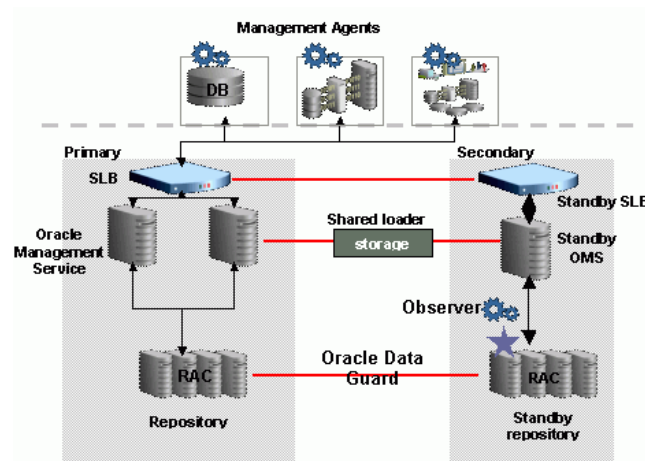 Management Agents
DB
Primary
Secondary
SLB
Standby SLB
Oracle
Management
Service
Shared loader
storage
Standby
OMS
Observer
RAC
Oracle Data
Guard
RAC
Repository
Standby
repository